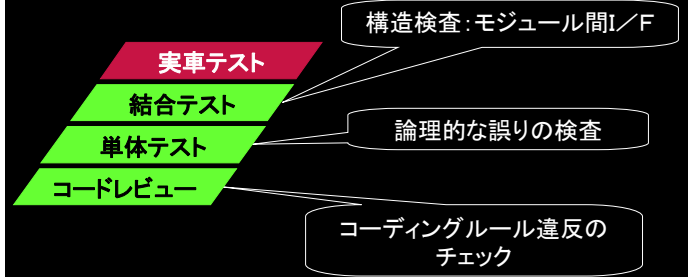 構造検査：モジュール間I／F
実車テスト
結合テスト
論理的な誤りの検査
単体テスト
コードレビュー
コーディングルール違反の
チェック